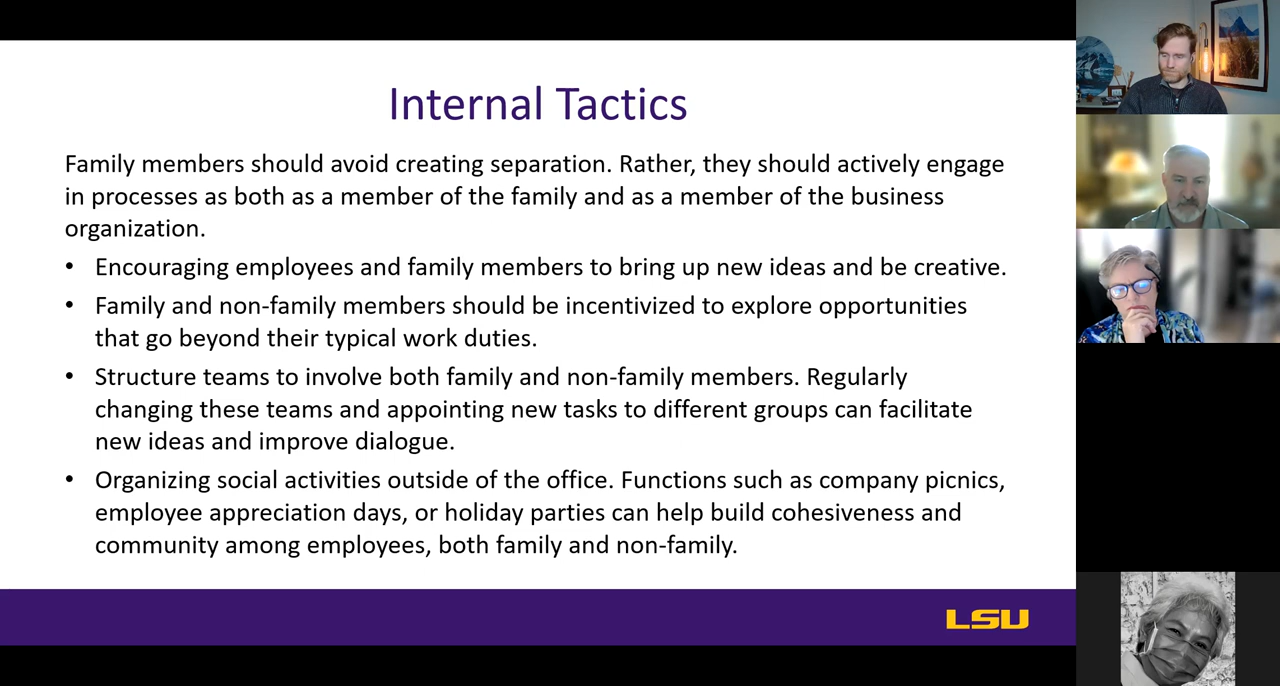 Internal Tactics
Family members should avoid creating separation. Rather, they should actively engage
in processes as both as a member of the family and as a member of the business
organization.
• Encouraging employees and family members to bring up new ideas and be creative.
• Family and non-family members should be incentivized to explore opportunities
that go beyond their typical work duties.
• Structure teams to involve both family and non-family members. Regularly
changing these teams and appointing new tasks to different groups can facilitate
new ideas and improve dialogue.
• Organizing social activities outside of the office. Functions such as company picnics,
employee appreciation days, or holiday parties can help build cohesiveness and
community among employees, both family and non-family.
LSU